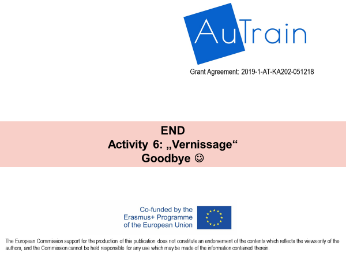 AuTrain
Grant Agreement: 2019-1-AT-KA202-051218
END
Activity 6: „Vernissage“
Goodbye ☺
Co-funded by the
Erasmus+ Programme
of the European Union
The European Commission support for the production of this publication does not constitute an endorsement of the contents which reflects the views only of the
authors, and the Commission cannot be held responsible for any use which may be made of the information contained therein.